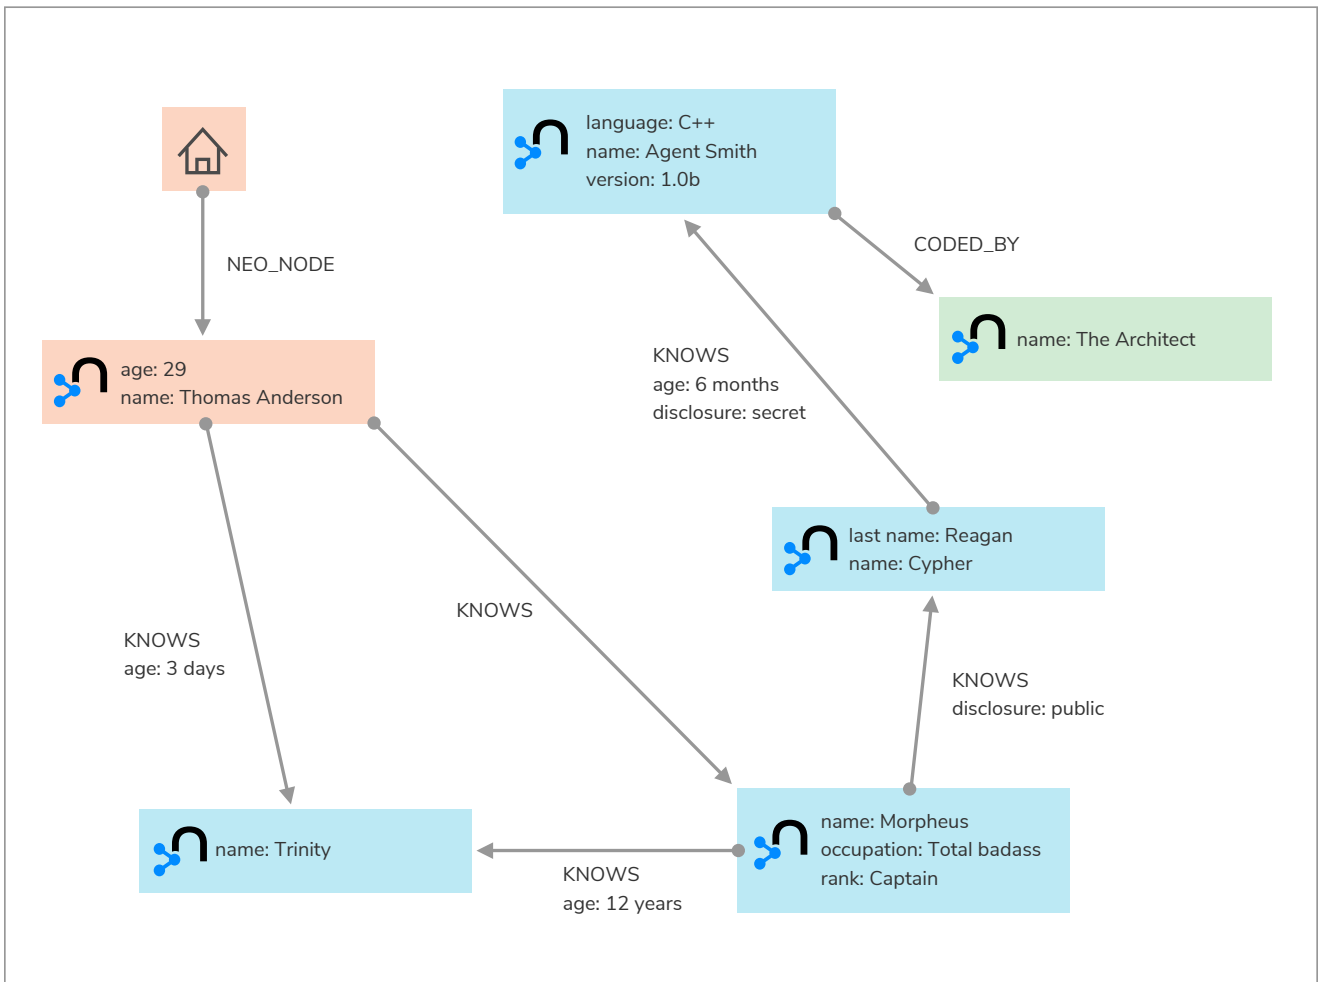 language: C++
name: Agent Smith
version: 1.0b
NEO_NODE
CODED_BY
name: The Architect
age: 29
name: Thomas Anderson
KNOWS
age: 6 months
disclosure: secret
last name: Reagan
name: Cypher
KNOWS
KNOWS
age: 3 days
KNOWS
disclosure: public
name: Trinity
KNOWS
age: 12 years
name: Morpheus
occupation: Total badass
rank: Captain